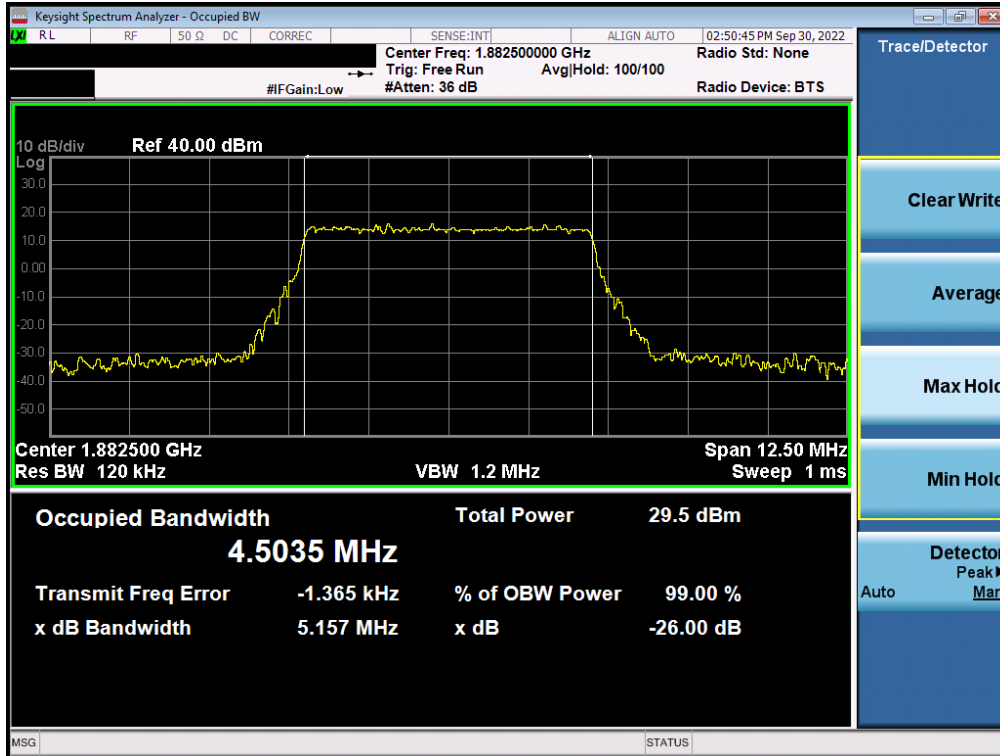 Keysight Spectrum Analyzer - Occupied BW
LXI RL RF 50 Ω DC CORREC SENSE:INT ALIGN AUTO 02:50:45 PM Sep 30, 2022
Center Freq: 1.882500000 GHz Radio Std: None
Trig: Free Run Avg|Hold: 100/100
#IFGain:Low #Atten: 36 dB Radio Device: BTS
10 dB/div Ref 40.00 dBm
Log
30.0
20.0
10.0
0.00
-10.0
-20.0
-30.0
-40.0
-50.0
Center 1.882500 GHz Span 12.50 MHz
Res BW 120 kHz VBW 1.2 MHz Sweep 1 ms
Occupied Bandwidth Total Power 29.5 dBm
4.5035 MHz
Transmit Freq Error -1.365 kHz % of OBW Power 99.00 %
x dB Bandwidth 5.157 MHz x dB -26.00 dB
MSG STATUS
Trace/Detector
Clear Write
Average
Max Hold
Min Hold
Detector
Peak
Auto Man